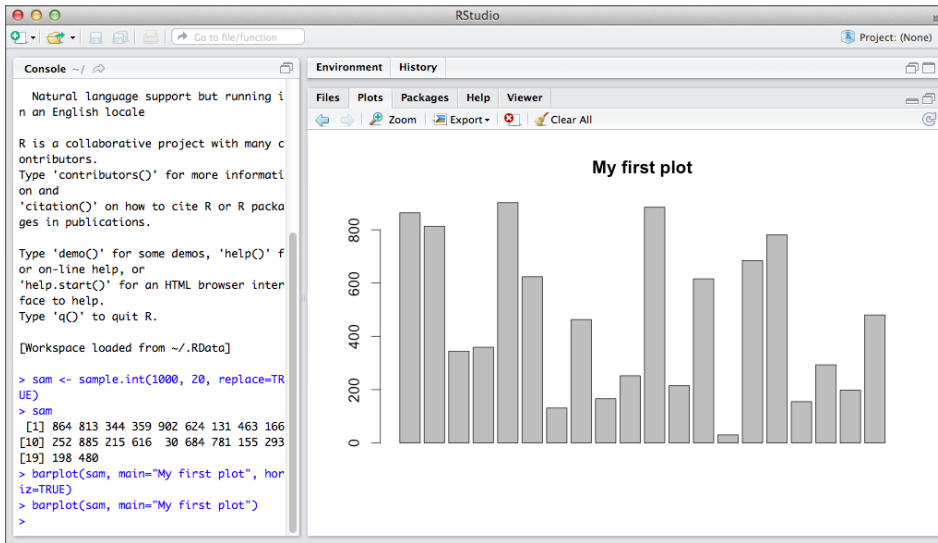 RStudio
Go to file/function
Project: (None)
Console ~/
Natural language support but running i
n an English locale
R is a collaborative project with many c
ontributors.
Type 'contributors()' for more informati
on and
'citation()' on how to cite R or R packa
ges in publications.
Type 'demo()' for some demos, 'help()' f
or on-line help, or
'help.start()' for an HTML browser inter
face to help.
Type 'q()' to quit R.
[Workspace loaded from ~/.RData]
> sam <- sample.int(1000, 20, replace=TR
UE)
> sam
[1] 864 813 344 359 902 624 131 463 166
[10] 252 885 215 616 30 684 781 155 293
[19] 198 480
> barplot(sam, main="My first plot", hor
iz=TRUE)
> barplot(sam, main="My first plot")
>
Environment History
Files Plots Packages Help Viewer
Zoom Export Clear All
My first plot
800
600
400
200
0